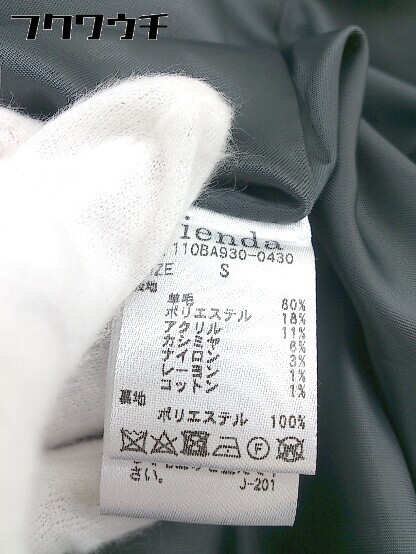 フクウチ
ienda
110BA930-0430
ZE S
地
羊毛 60%
ポリエステル 18%
アクリル 11%
カシミヤ 6%
ナイロン 3%
レーヨン 1%
コットン 1%
裏地
ポリエステル 100%
さい。 J-201